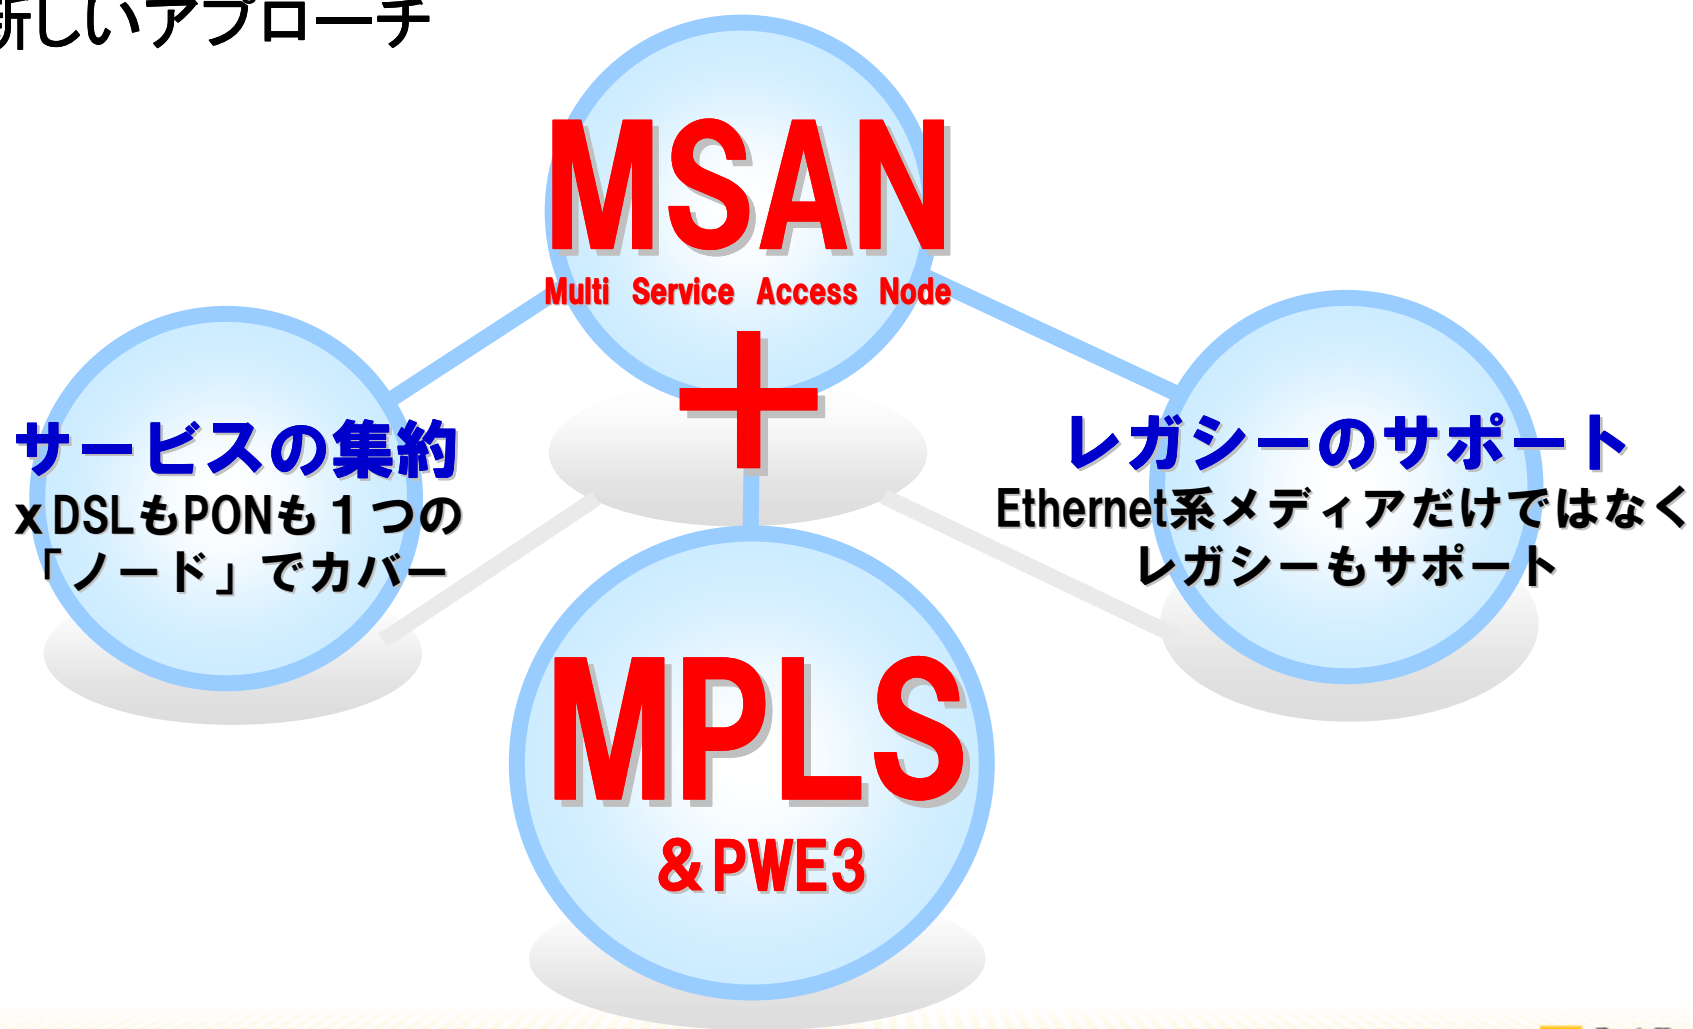 新しいアプローチ
MSAN
Multi Service Access Node
+
サービスの集約
xDSLもPONも１つの
「ノード」でカバー
レガシーのサポート
Ethernet系メディアだけではなく
レガシーもサポート
MPLS
＆PWE3